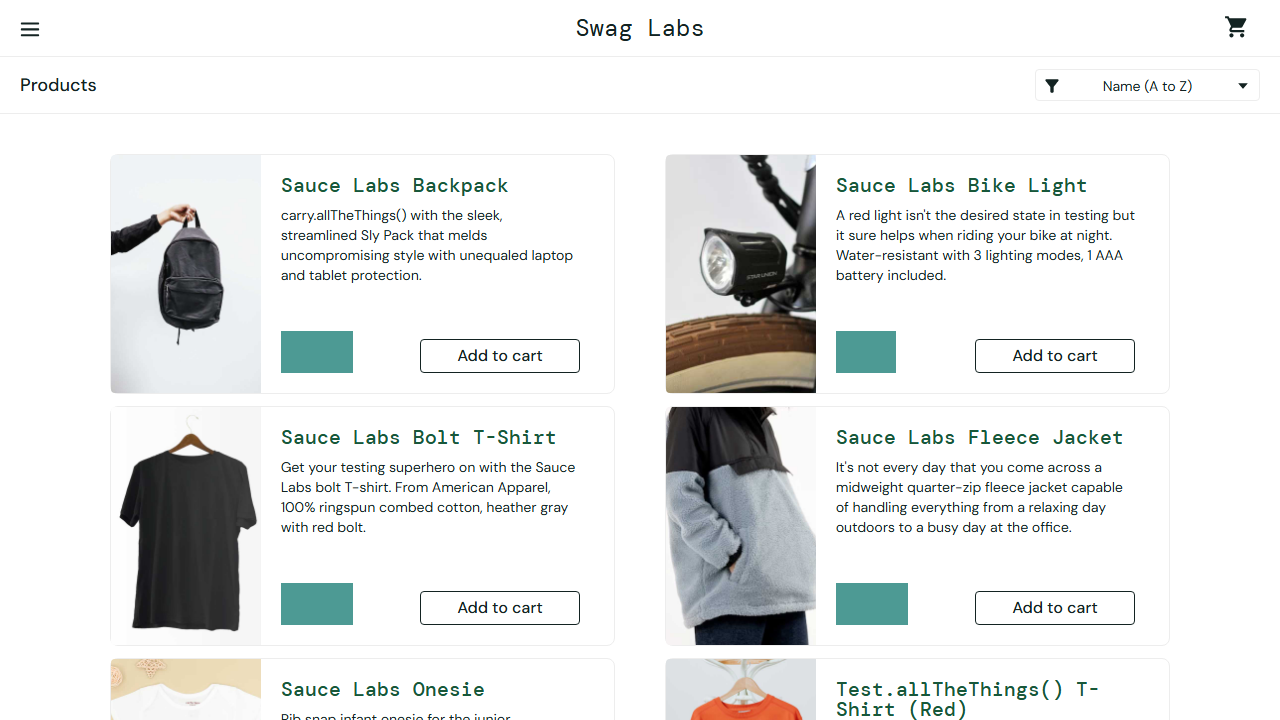 Swag Labs
Products
Name (A to Z)
Sauce Labs Backpack
carry.allTheThings() with the sleek,
streamlined Sly Pack that melds
uncompromising style with unequaled laptop
and tablet protection.
Add to cart
Sauce Labs Bike Light
A red light isn't the desired state in testing but
it sure helps when riding your bike at night.
Water-resistant with 3 lighting modes, 1 AAA
battery included.
Add to cart
Sauce Labs Bolt T-Shirt
Get your testing superhero on with the Sauce
Labs bolt T-shirt. From American Apparel,
100% ringspun combed cotton, heather gray
with red bolt.
Add to cart
Sauce Labs Fleece Jacket
It's not every day that you come across a
midweight quarter-zip fleece jacket capable
of handling everything from a relaxing day
outdoors to a busy day at the office.
Add to cart
Sauce Labs Onesie
Rib snap infant onesie for the junior
Test.allTheThings() T-
Shirt (Red)